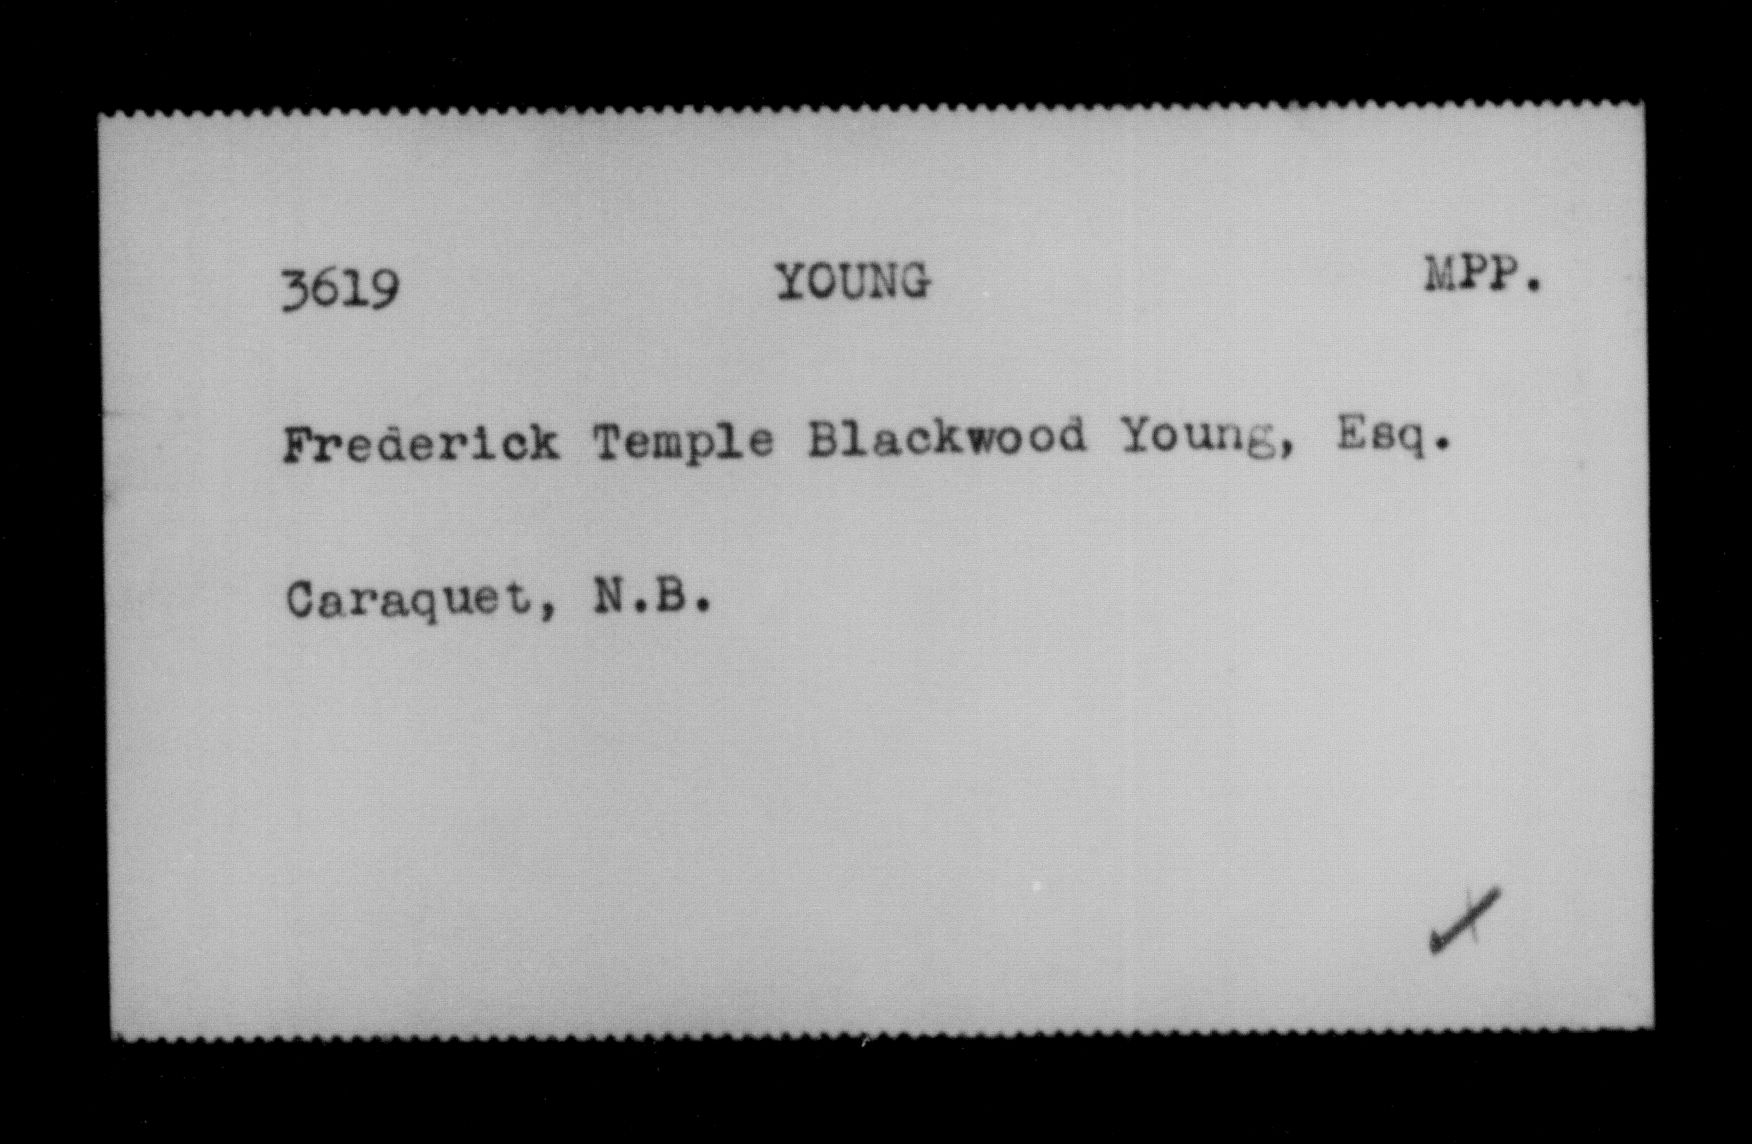 3619 YOUNG MPP.
Frederick Temple Blackwood Young, Esq.
Caraquet, N.B.